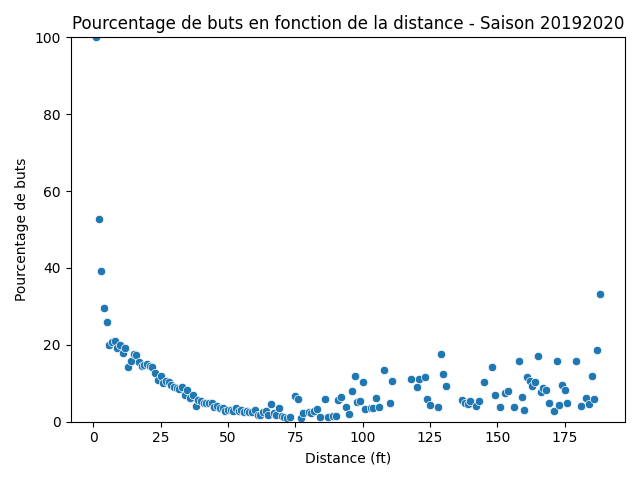 Pourcentage de buts en fonction de la distance - Saison 20192020
Pourcentage de buts
100
80
60
40
20
0
0 25 50 75 100 125 150 175
Distance (ft)